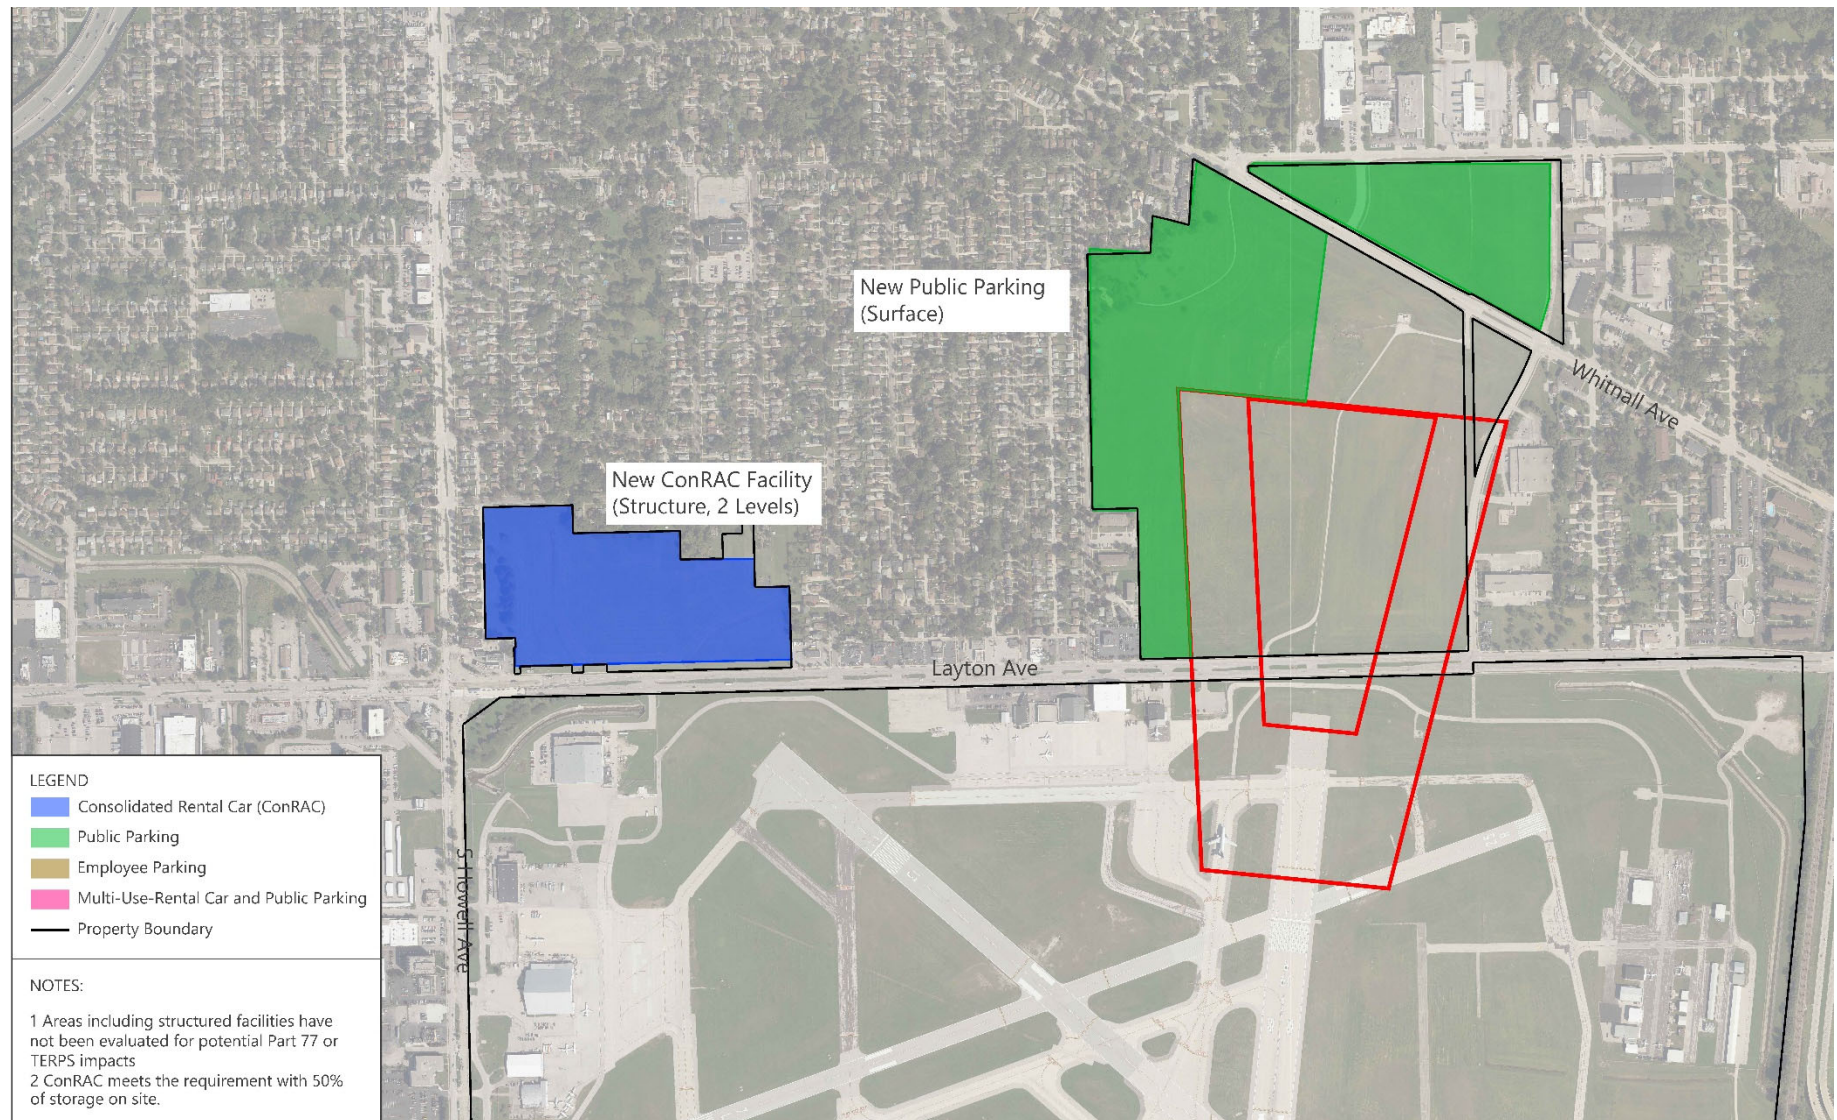 New Public Parking
(Surface)
Whitnall Ave
New ConRAC Facility
(Structure, 2 Levels)
Layton Ave
S Howell Ave
LEGEND
Consolidated Rental Car (ConRAC)
Public Parking
Employee Parking
Multi-Use-Rental Car and Public Parking
Property Boundary
NOTES:
1 Areas including structured facilities have
not been evaluated for potential Part 77 or
TERPS impacts
2 ConRAC meets the requirement with 50%
of storage on site.